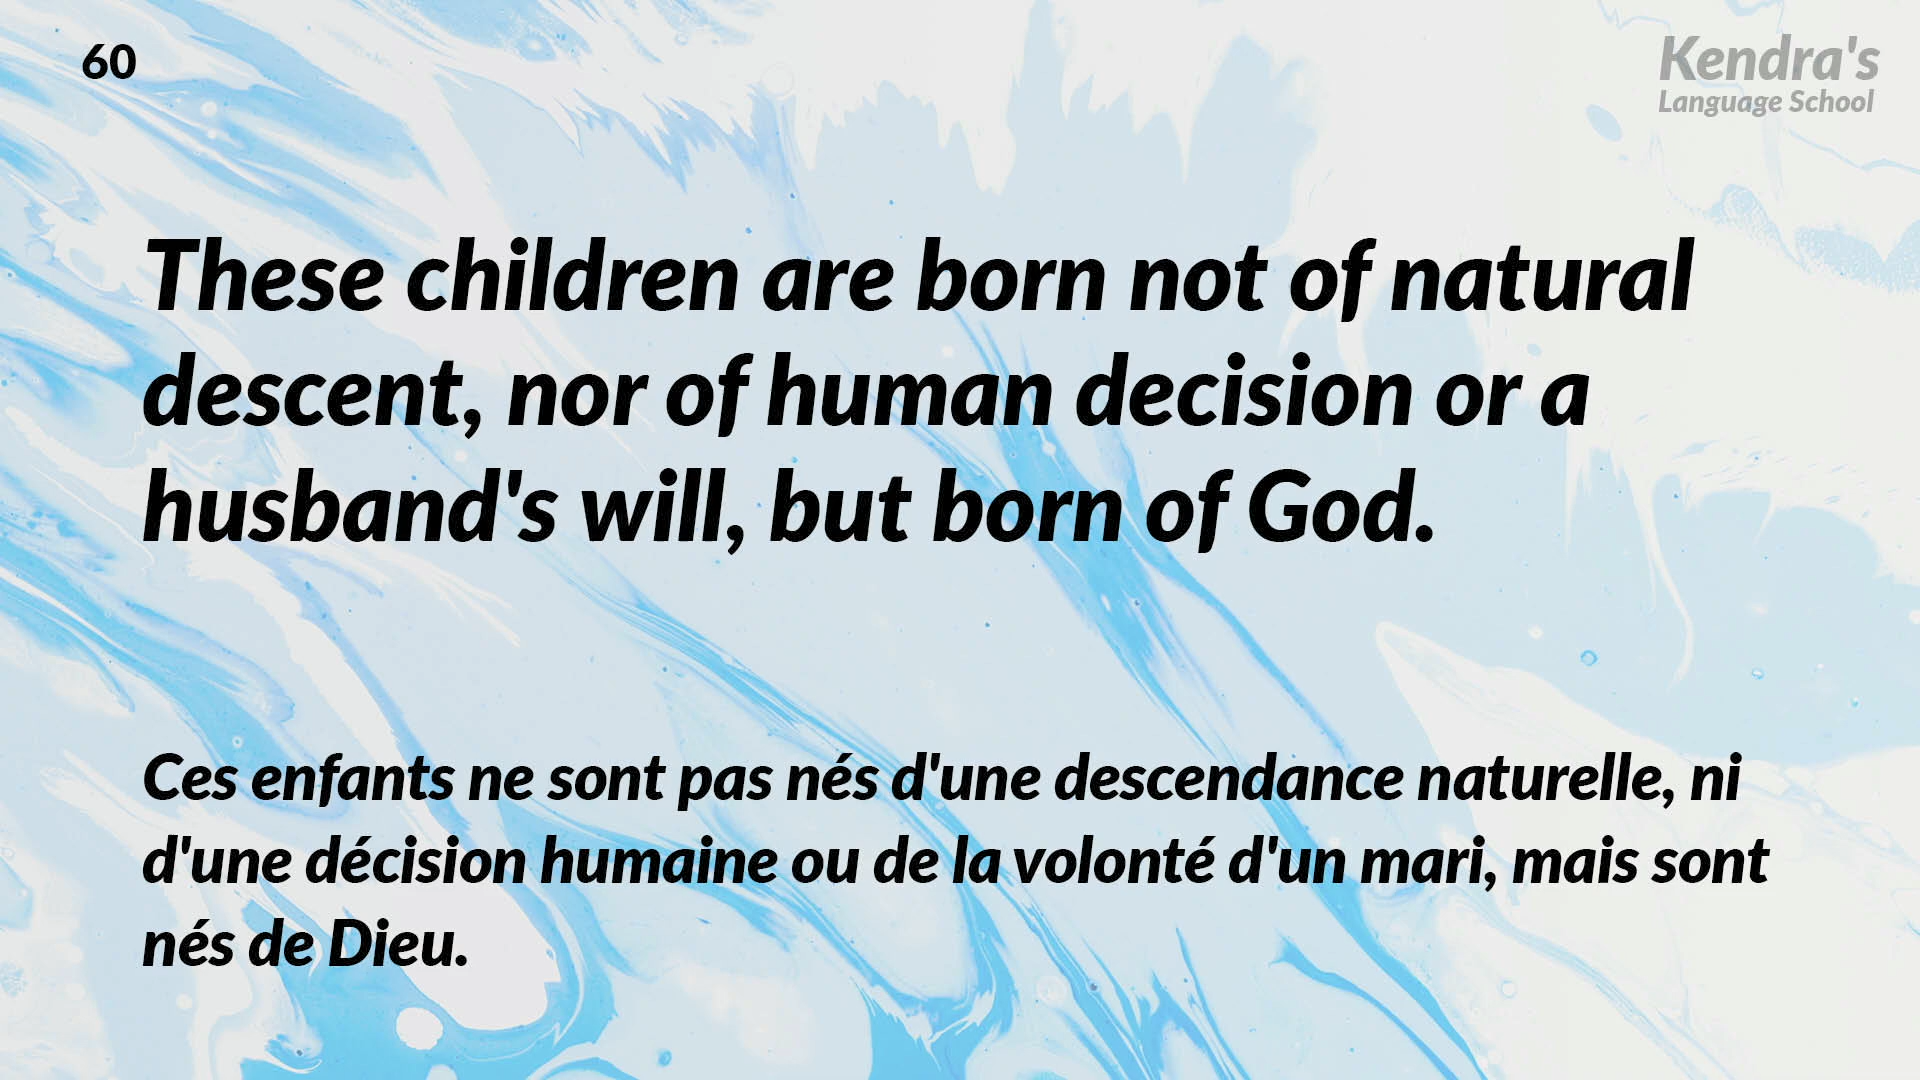 60
Kendra's
Language School
These children are born not of natural
descent, nor of human decision or a
husband's will, but born of God.
Ces enfants ne sont pas nés d'une descendance naturelle, ni
d'une décision humaine ou de la volonté d'un mari, mais sont
nés de Dieu.